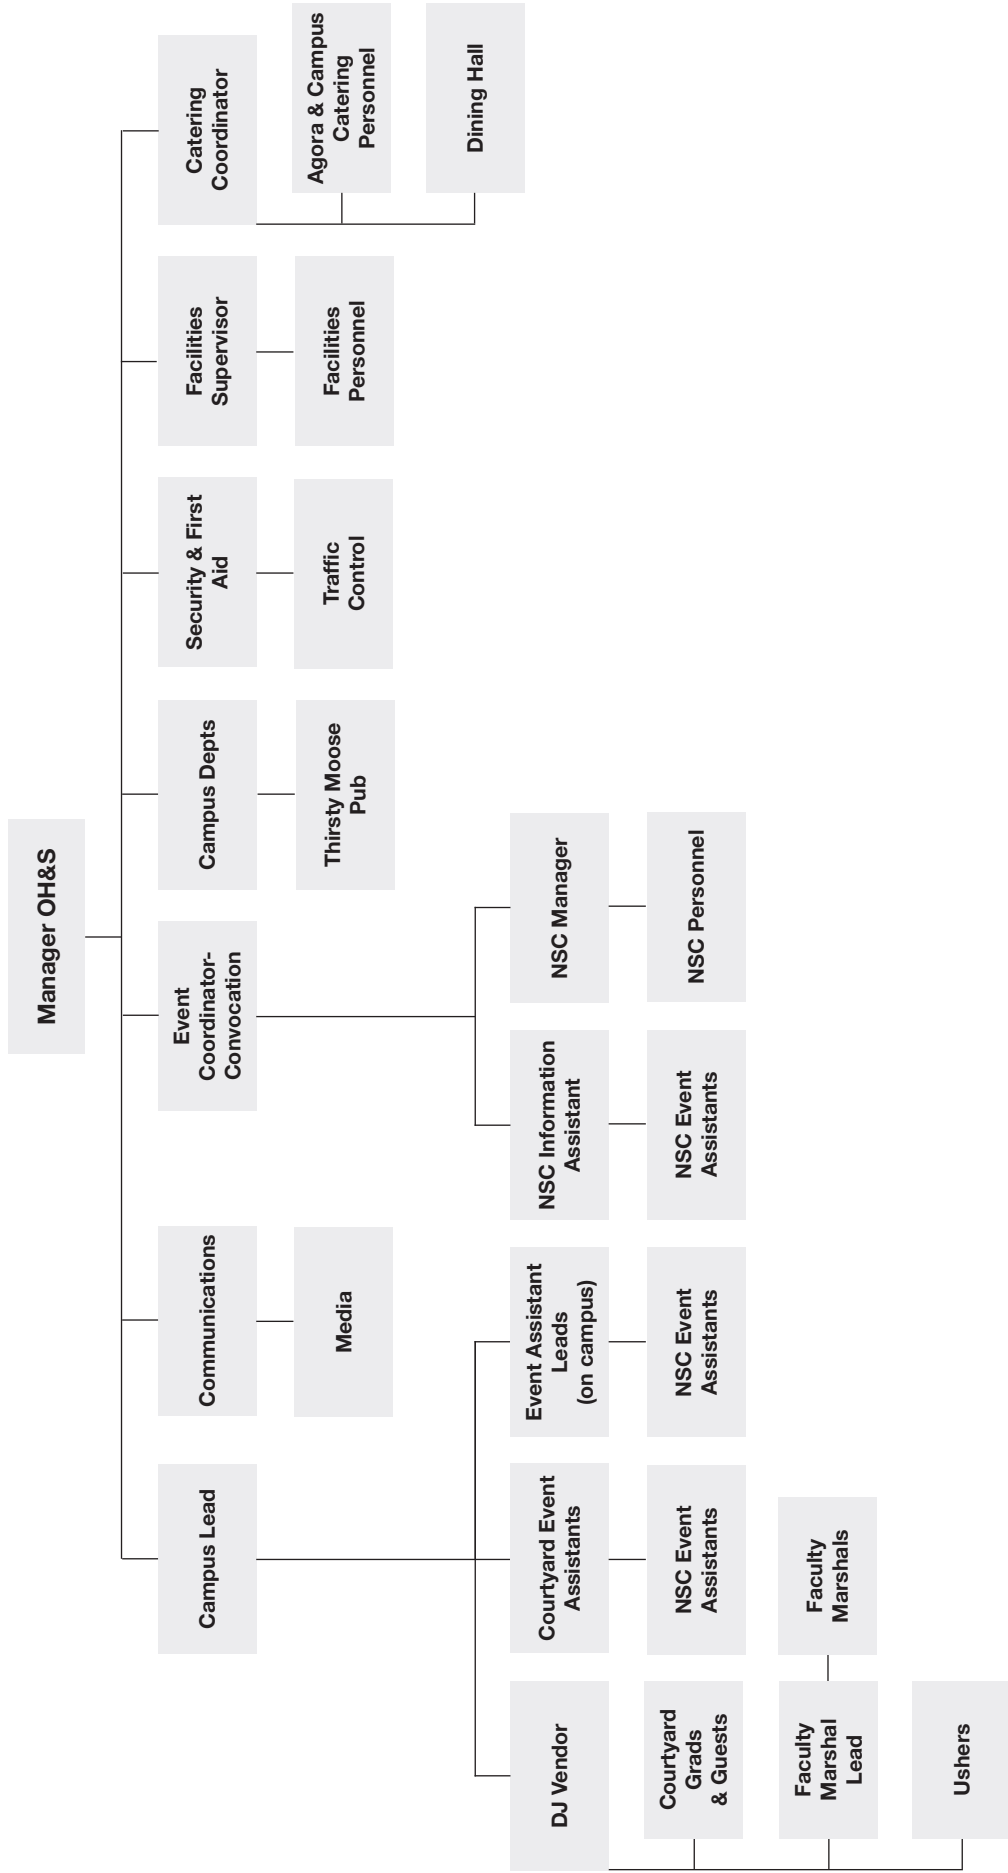 Manager OH&S
Campus Lead
Communications
Event
Coordinator-
Convocation
Campus Depts
Security & First
Aid
Facilities
Supervisor
Catering
Coordinator
Media
Thirsty Moose
Pub
Traffic
Control
Facilities
Personnel
Agora & Campus
Catering
Personnel
Dining Hall
DJ Vendor
Courtyard Event
Assistants
Event Assistant
Leads
(on campus)
NSC Information
Assistant
NSC Manager
Courtyard
Grads
& Guests
NSC Event
Assistants
NSC Event
Assistants
NSC Event
Assistants
NSC Personnel
Faculty
Marshal
Lead
Faculty
Marshals
Ushers